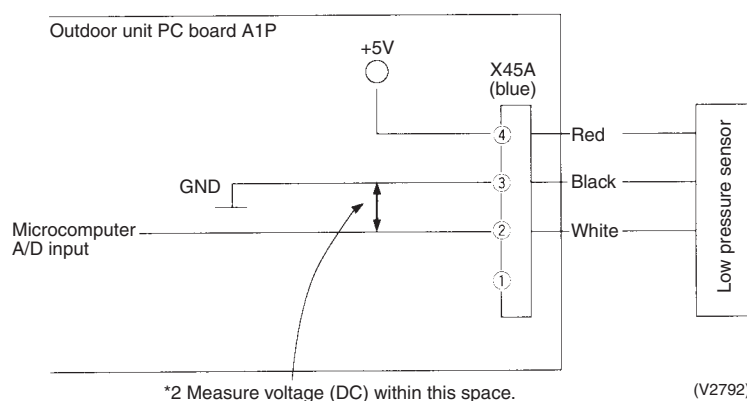 Outdoor unit PC board A1P
+5V
X45A
(blue)
4
Red
3
Black
GND
Microcomputer
A/D input
2
White
1
Low pressure sensor
*2 Measure voltage (DC) within this space.
(V2792)